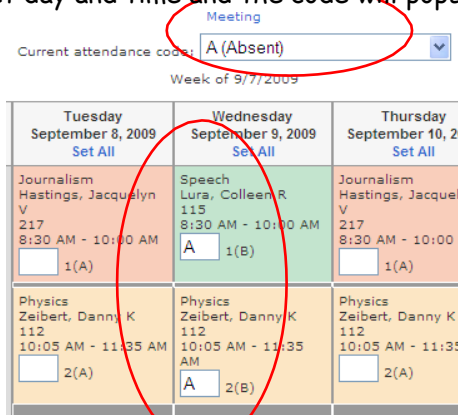 day and Time and The code will pop
Meeting
Current attendance code: A (Absent)
Week of 9/7/2009
Tuesday
September 8, 2009
Set All
Wednesday
September 9, 2009
Set All
Thursday
September 10, 20
Set All
Journalism
Hastings, Jacquelyn
V
217
8:30 AM - 10:00 AM
1(A)
Speech
Lura, Colleen R
115
8:30 AM - 10:00 AM
A 1(B)
Journalism
Hastings, Jacquel
V
217
8:30 AM - 10:00
1(A)
Physics
Zeibert, Danny K
112
10:05 AM - 11:35 AM
2(A)
Physics
Zeibert, Danny K
112
10:05 AM - 11:35
AM
A 2(B)
Physics
Zeibert, Danny K
112
10:05 AM - 11:35
2(A)